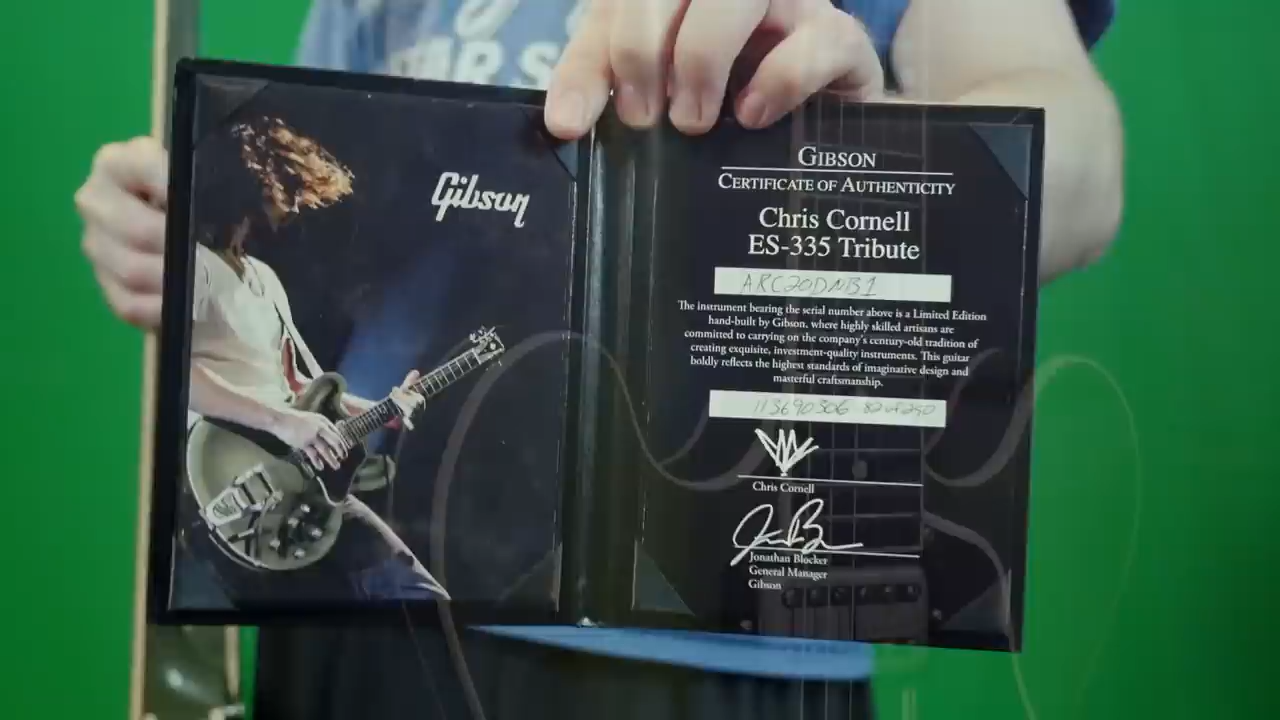 TAR S
Gibson
GIBSON
CERTIFICATE OF AUTHENTICITY
Chris Cornell
ES-335 Tribute
ARC20DNB1
The instrument bearing the serial number above is a Limited Edition
hand-built by Gibson, where highly skilled artisans are
committed to carrying on the company's century-old tradition of
creating exquisite, investment-quality instruments. This guitar
boldly reflects the highest standards of imaginative design and
masterful craftsmanship.
113690306 82 of 250
Chris Cornell
Jonathan Blocker
General Manager
Gibson